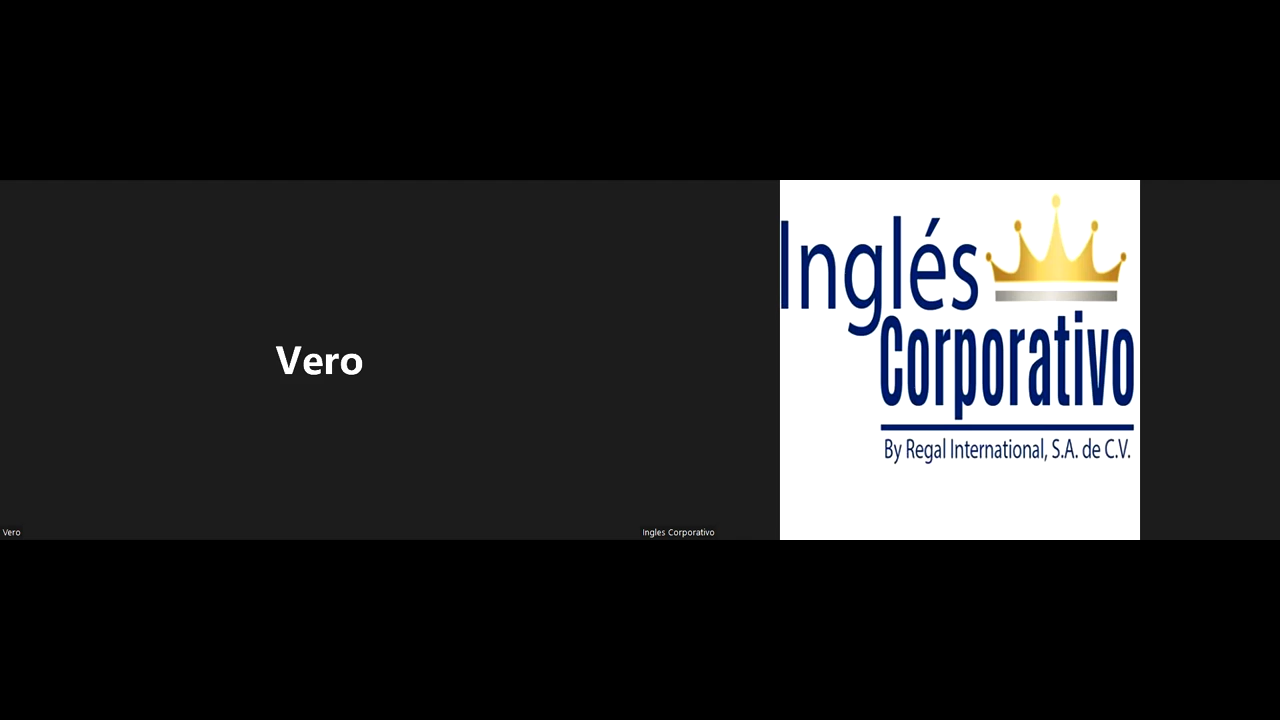 Vero
Vero
Inglés
Corporativo
By Regal International, S.A. de C.V.
Ingles Corporativo